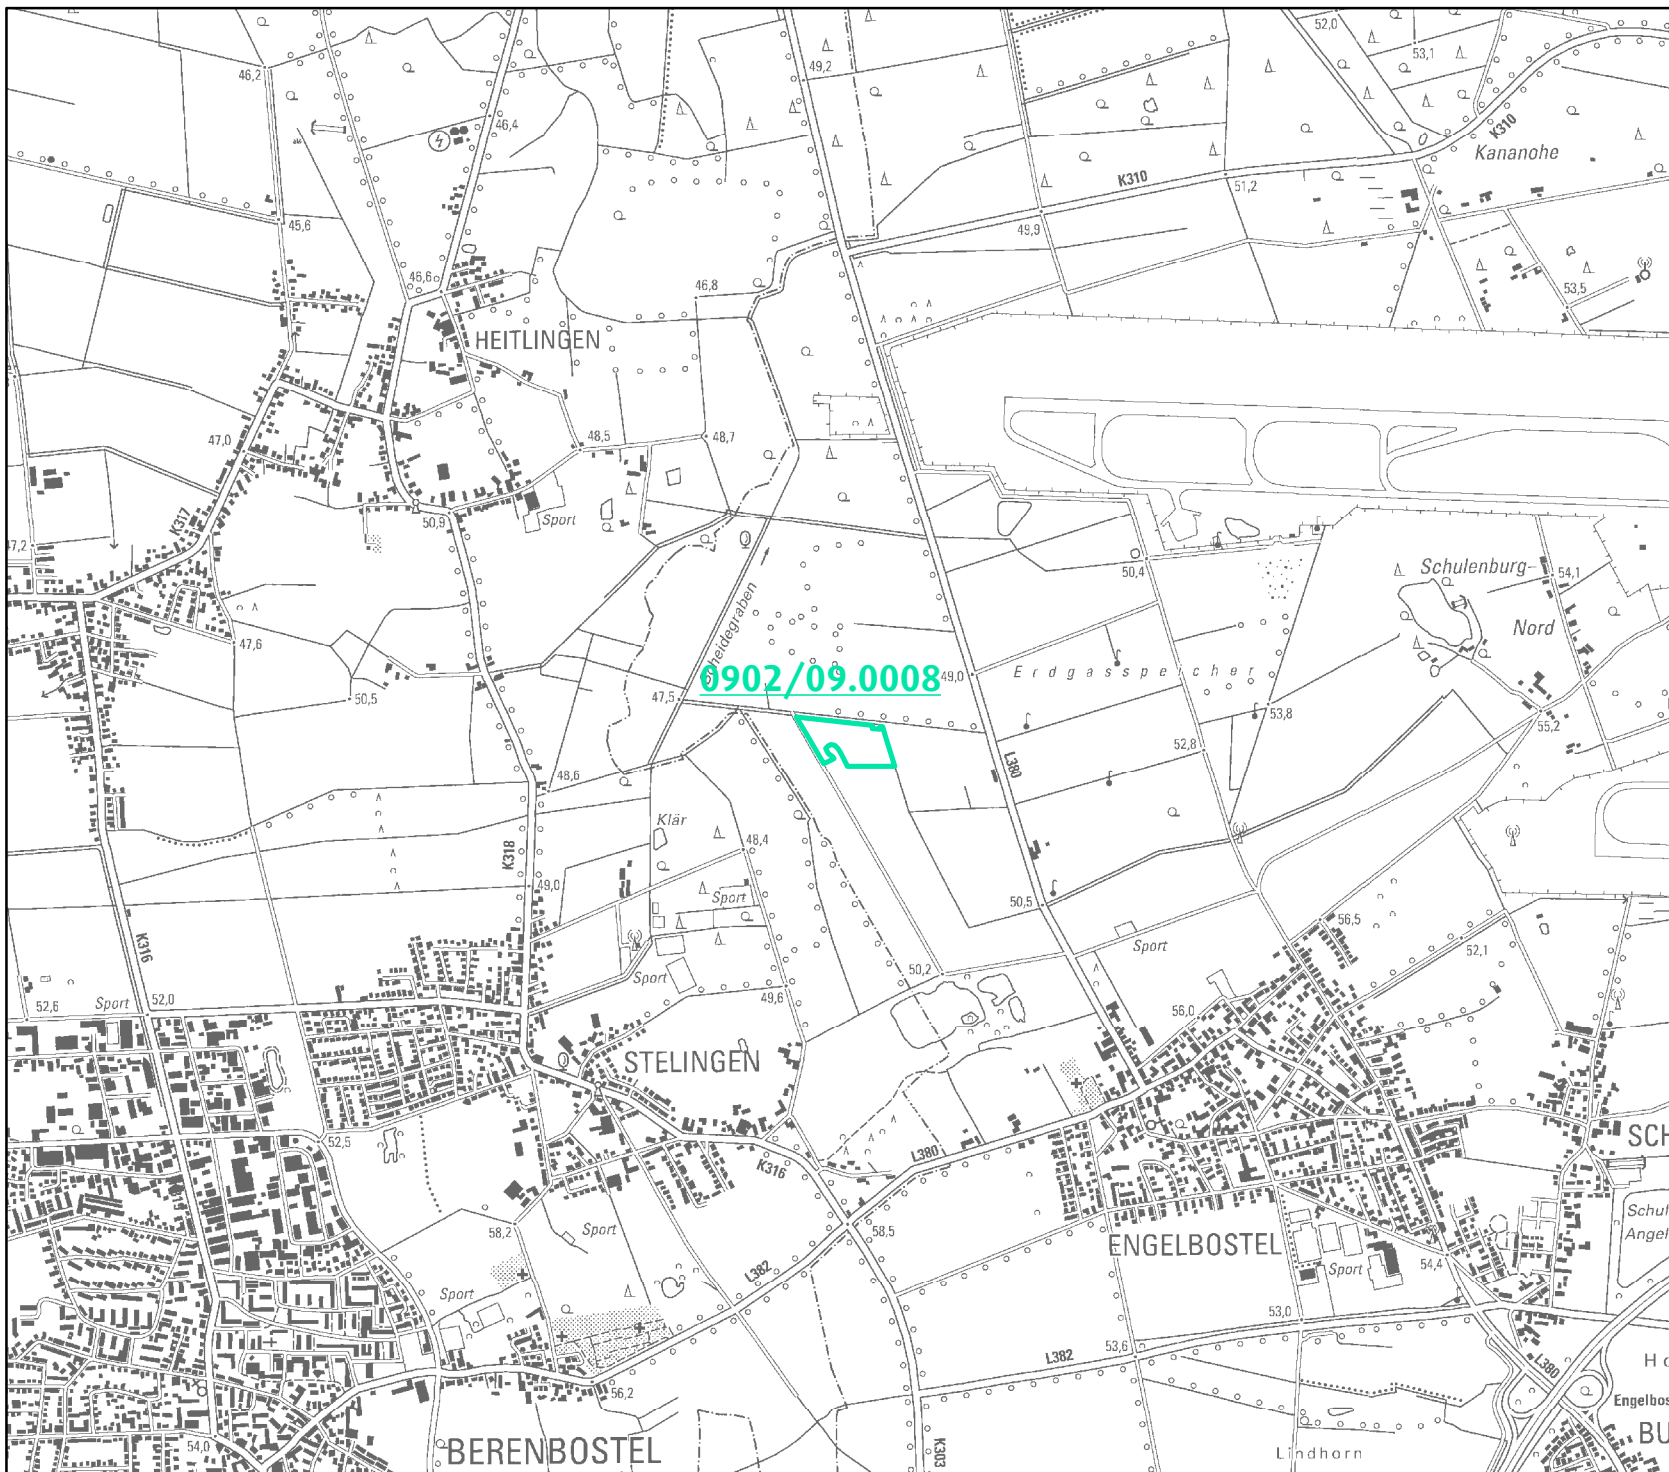 52,0
53,1
49,2
46,2
46,4
K310
Kananohe
K310
51,2
45,6
49,9
46,6
46,8
53,5
HEITLINGEN
47,0
48,5
48,7
K317
50,9
Sport
47,2
50,4
Schulenburg-
54,1
Nord
47,6
Scheidegraben
Erdgasspeicher
0902/09.0008
49,0
50,5
47,5
53,8
55,2
52,8
L380
48,6
Klär
48,4
K318
49,0
Sport
50,5
56,5
K316
Sport
52,1
50,2
Sport
49,6
52,6
Sport
52,0
56,0
STELINGEN
52,5
SCH
L380
K316
58,2
Sport
58,5
Schul
Angel
ENGELBOSTEL
Sport
54,4
L382
Sport
53,0
53,6
L382
L380
Ho
56,2
Engelbos
BU
54,0
BERENBOSTEL
K303
Lindhorn